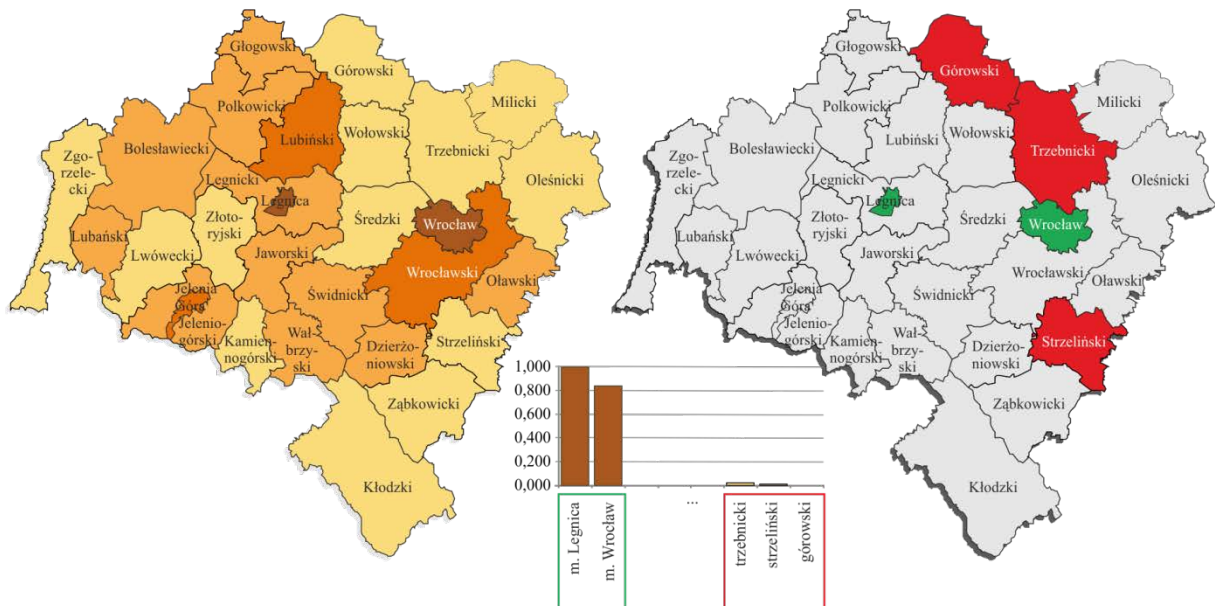 Głogowski
Górowski
Milicki
Polkowicki
Lubiński
Wołowski
Trzebnicki
Zgo-
rzelec-
ki
Bolesławiecki
Oleśnicki
Legnicki
Legnica
Złoto-
ryjski
Średzki
Wrocław
Lubański
Lwówecki
Jaworski
Wrocławski
Oławski
Jelenia
Góra
Świdnicki
Jelenio-
górski
Kamien-
nogórski
Wał-
brzy-
ski
Dzierżo-
niowski
Strzeliński
Ząbkowicki
Kłodzki
1,000
0,800
0,600
0,400
0,200
0,000
m. Legnica
m. Wrocław
...
trzebnicki
strzeliński
górowski
Głogowski
Górowski
Milicki
Polkowicki
Lubiński
Wołowski
Trzebnicki
Zgo-
rzelec-
ki
Bolesławiecki
Oleśnicki
Legnicki
Legnica
Złoto-
ryjski
Średzki
Wrocław
Lubański
Lwówecki
Jaworski
Wrocławski
Oławski
Jelenia
Góra
Świdnicki
Jelenio-
górski
Kamien-
nogórski
Wał-
brzy-
ski
Dzierżo-
niowski
Strzeliński
Ząbkowicki
Kłodzki